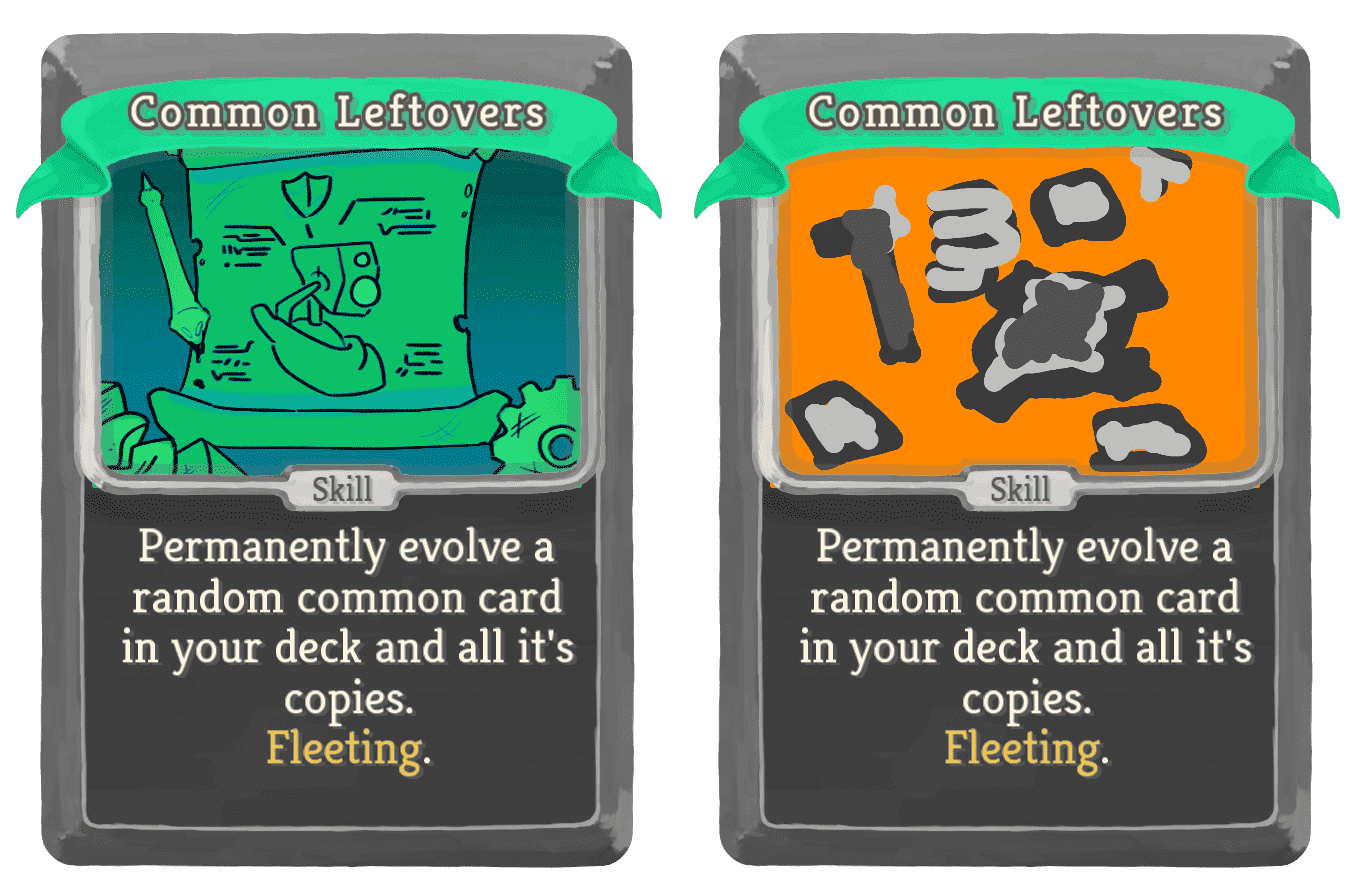 Common Leftovers
Skill
Permanently evolve a
random common card
in your deck and all it's
copies.
Fleeting.
Common Leftovers
Skill
Permanently evolve a
random common card
in your deck and all it's
copies.
Fleeting.